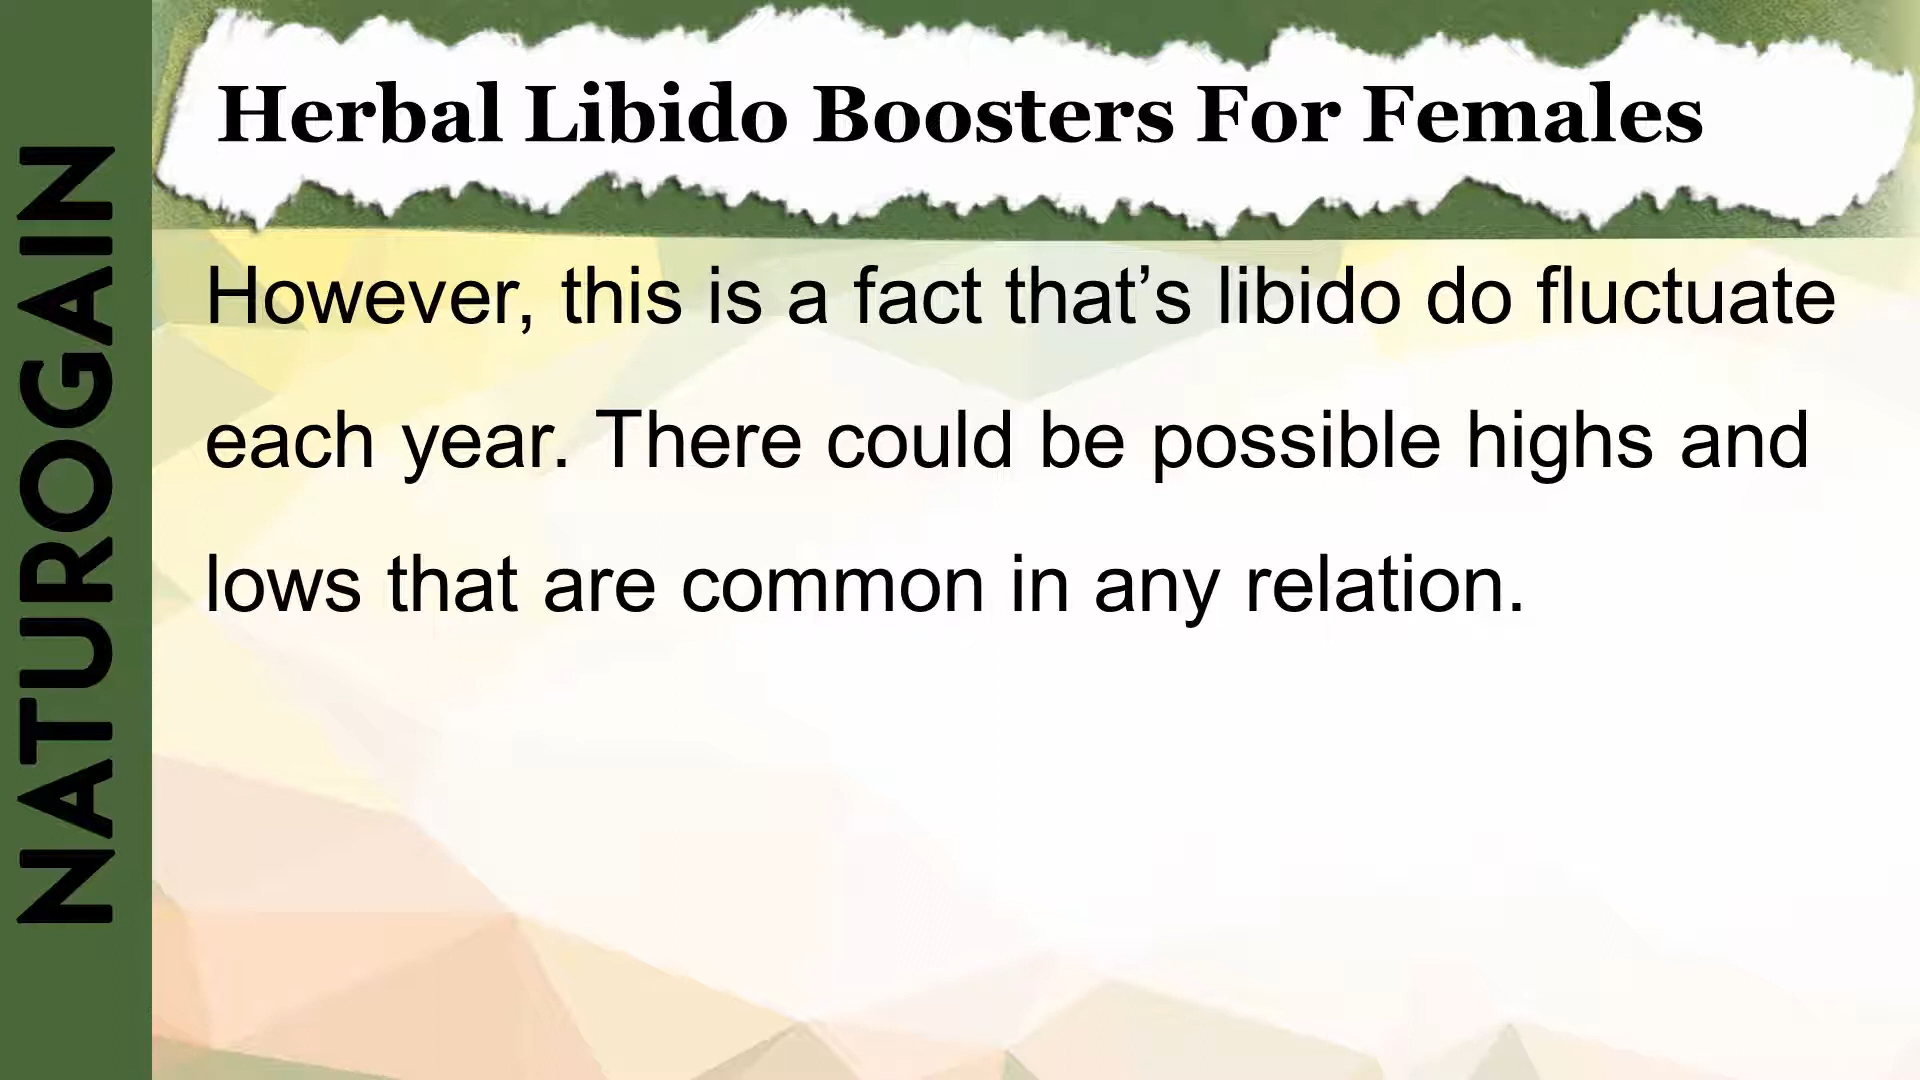 Herbal Libido Boosters For Females
NATUROGAIN
However, this is a fact that’s libido do fluctuate
each year. There could be possible highs and
lows that are common in any relation.